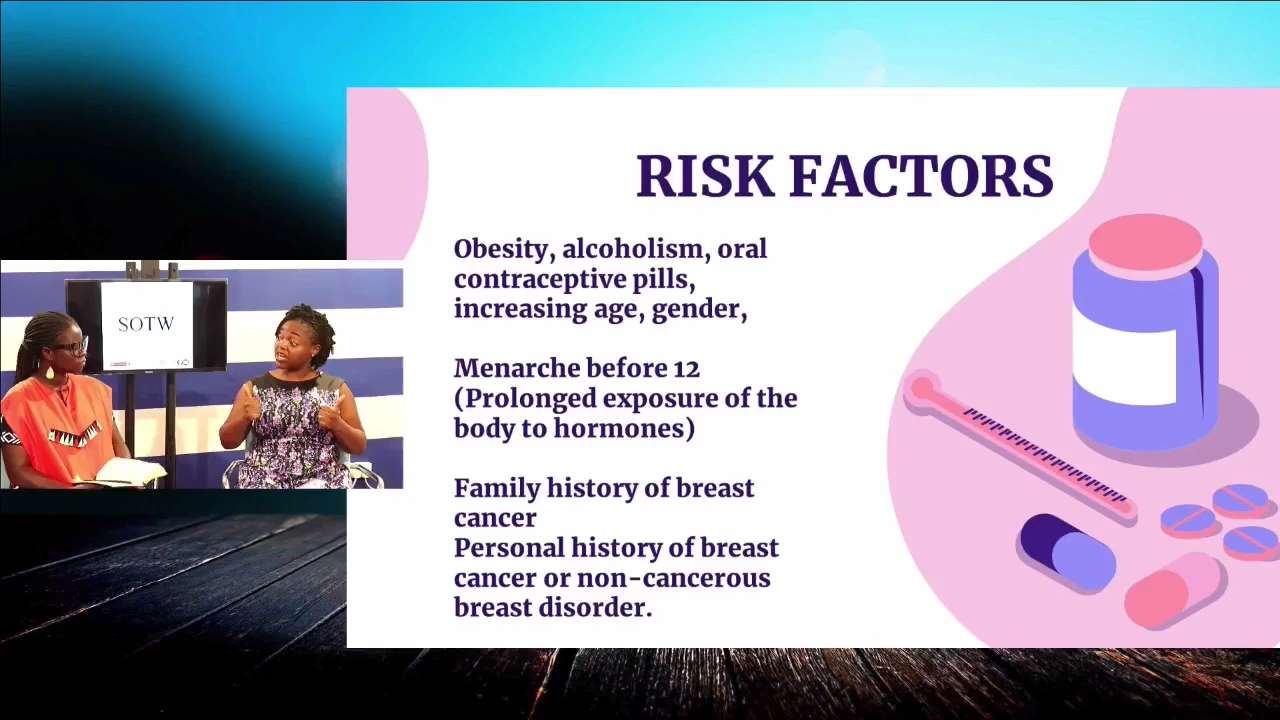 RISK FACTORS
Obesity, alcoholism, oral
contraceptive pills,
increasing age, gender,
Menarche before 12
(Prolonged exposure of the
body to hormones)
Family history of breast
cancer
Personal history of breast
cancer or non-cancerous
breast disorder.
SOTW